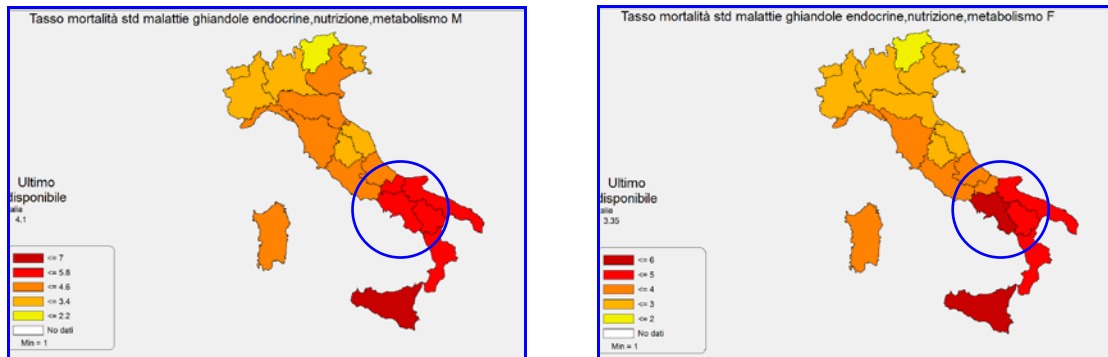 Tasso mortalità std malattie ghiandole endocrine,nutrizione,metabolismo M
Ultimo
disponibile
alia
4.1
<= 7
<= 5.8
<= 4.6
<= 3.4
<= 2.2
No dati
Min = 1
Tasso mortalità std malattie ghiandole endocrine,nutrizione,metabolismo F
Ultimo
disponibile
alia
3.35
<= 6
<= 5
<= 4
<= 3
<= 2
No dati
Min = 1